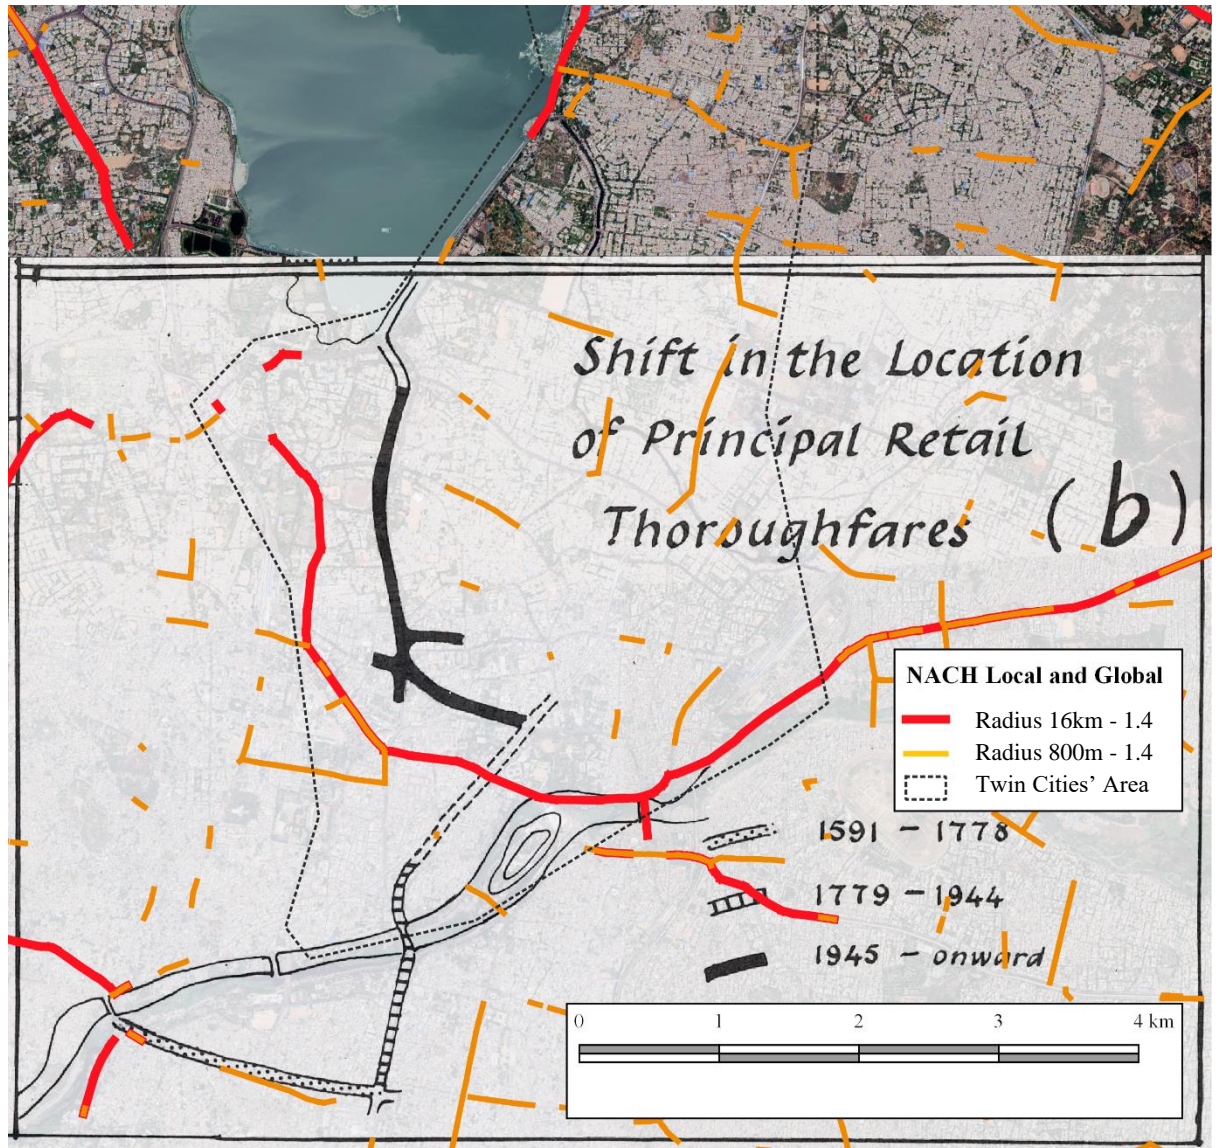 Shift in the Location
of Principal Retail
Thoroughfares (b)
NACH Local and Global
Radius 16km - 1.4
Radius 800m - 1.4
Twin Cities' Area
1591 - 1778
1779 - 1944
1945 - onward
0 1 2 3 4 km